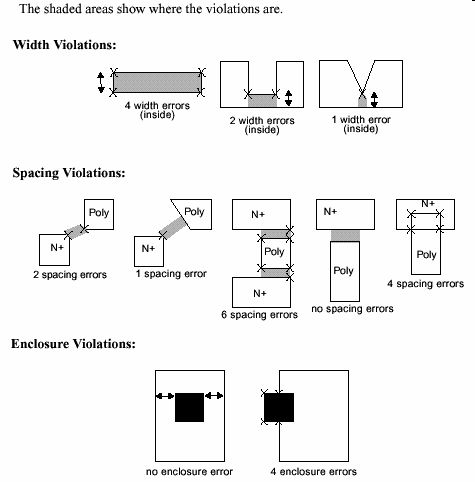 The shaded areas show where the violations are.
Width Violations:
4 width errors
(inside)
2 width errors
(inside)
1 width error
(inside)
Spacing Violations:
Poly
N+
2 spacing errors
Poly
N+
1 spacing error
N+
Poly
N+
6 spacing errors
N+
Poly
no spacing errors
N+
Poly
4 spacing errors
Enclosure Violations:
no enclosure error
4 enclosure errors